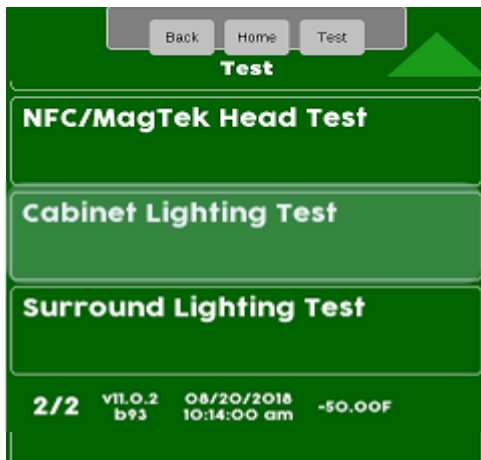 Back Home Test
Test
NFC/MagTek Head Test
Cabinet Lighting Test
Surround Lighting Test
2/2 v11.0.2 08/20/2018 -50.00F
b93 10:14:00 am